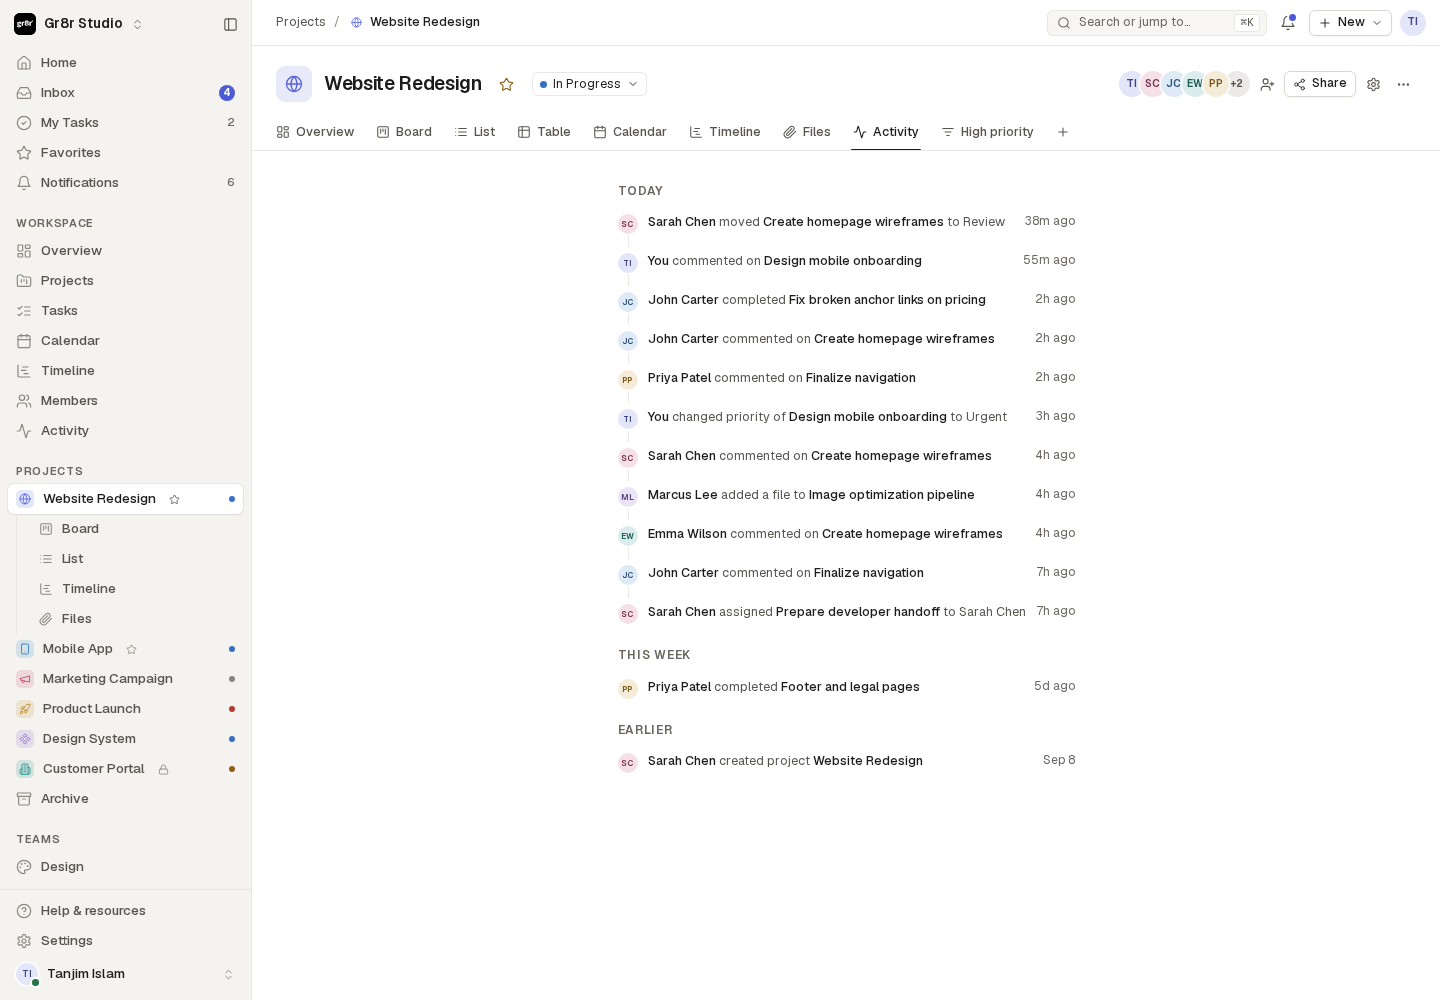 gr8r Gr8r Studio
Home
Inbox 4
My Tasks 2
Favorites
Notifications 6
WORKSPACE
Overview
Projects
Tasks
Calendar
Timeline
Members
Activity
PROJECTS
Website Redesign
Board
List
Timeline
Files
Mobile App
Marketing Campaign
Product Launch
Design System
Customer Portal
Archive
TEAMS
Design
Help & resources
Settings
TI Tanjim Islam
Projects / Website Redesign
Search or jump to... ⌘K
New
TI
Website Redesign
In Progress
TI SC JC EW PP +2
Share
Overview Board List Table Calendar Timeline Files Activity High priority
TODAY
SC Sarah Chen moved Create homepage wireframes to Review 38m ago
TI You commented on Design mobile onboarding 55m ago
JC John Carter completed Fix broken anchor links on pricing 2h ago
JC John Carter commented on Create homepage wireframes 2h ago
PP Priya Patel commented on Finalize navigation 2h ago
TI You changed priority of Design mobile onboarding to Urgent 3h ago
SC Sarah Chen commented on Create homepage wireframes 4h ago
ML Marcus Lee added a file to Image optimization pipeline 4h ago
EW Emma Wilson commented on Create homepage wireframes 4h ago
JC John Carter commented on Finalize navigation 7h ago
SC Sarah Chen assigned Prepare developer handoff to Sarah Chen 7h ago
THIS WEEK
PP Priya Patel completed Footer and legal pages 5d ago
EARLIER
SC Sarah Chen created project Website Redesign Sep 8